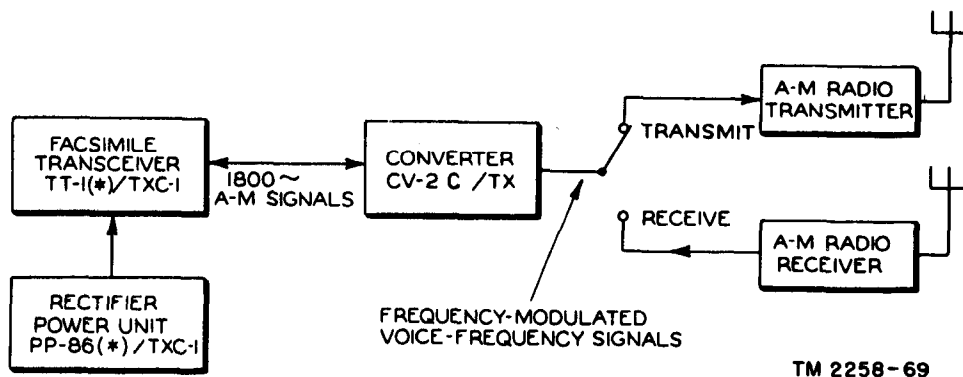 FACSIMILE
TRANSCEIVER
TT-1(*)/TXC-1
1800~
A-M SIGNALS
CONVERTER
CV-2 C /TX
TRANSMIT
A-M RADIO
TRANSMITTER
RECEIVE
A-M RADIO
RECEIVER
RECTIFIER
POWER UNIT
PP-86(*)/TXC-1
FREQUENCY-MODULATED
VOICE-FREQUENCY SIGNALS
TM 2258-69